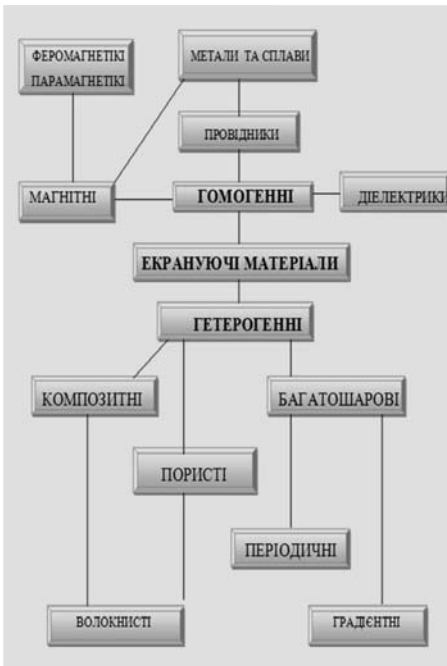 ФЕРОМАГНЕТІКІ
ПАРАМАГНЕТІКІ
МЕТАЛИ ТА СПЛАВИ
ПРОВІДНИКИ
МАГНІТНІ
ГОМОГЕННІ
ДІЕЛЕКТРИКИ
ЕКРАНУЮЧІ МАТЕРІАЛИ
ГЕТЕРОГЕННІ
КОМПОЗИТНІ
БАГАТОШАРОВІ
ПОРИСТІ
ПЕРІОДИЧНІ
ВОЛОКНИСТІ
ГРАДІЄНТНІ